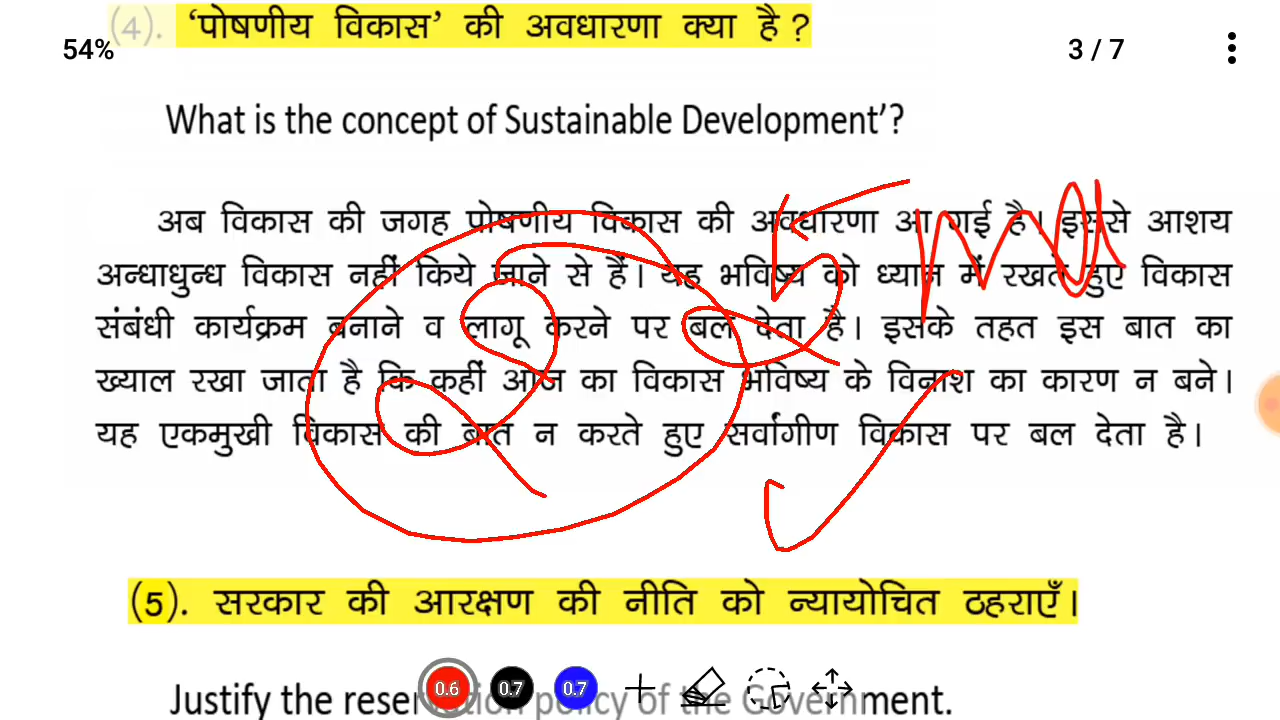 (4). ‘पोषणीय विकास’ की अवधारणा क्या है ?
54%
3 / 7
What is the concept of Sustainable Development’?
अब विकास की जगह पोषणीय विकास की अवधारणा आ गई है। इससे आशय
अन्धाधुन्ध विकास नहीं किये जाने से हैं। यह भविष्य को ध्यान में रखते हुए विकास
संबंधी कार्यक्रम बनाने व लागू करने पर बल देता है। इसके तहत इस बात का
ख्याल रखा जाता है कि कहीं आज का विकास भविष्य के विनाश का कारण न बने।
यह एकमुखी विकास की बात न करते हुए सर्वांगीण विकास पर बल देता है।
(5). सरकार की आरक्षण की नीति को न्यायोचित ठहराएँ।
0.6 0.7 0.7
Justify the reservation policy of the Government.